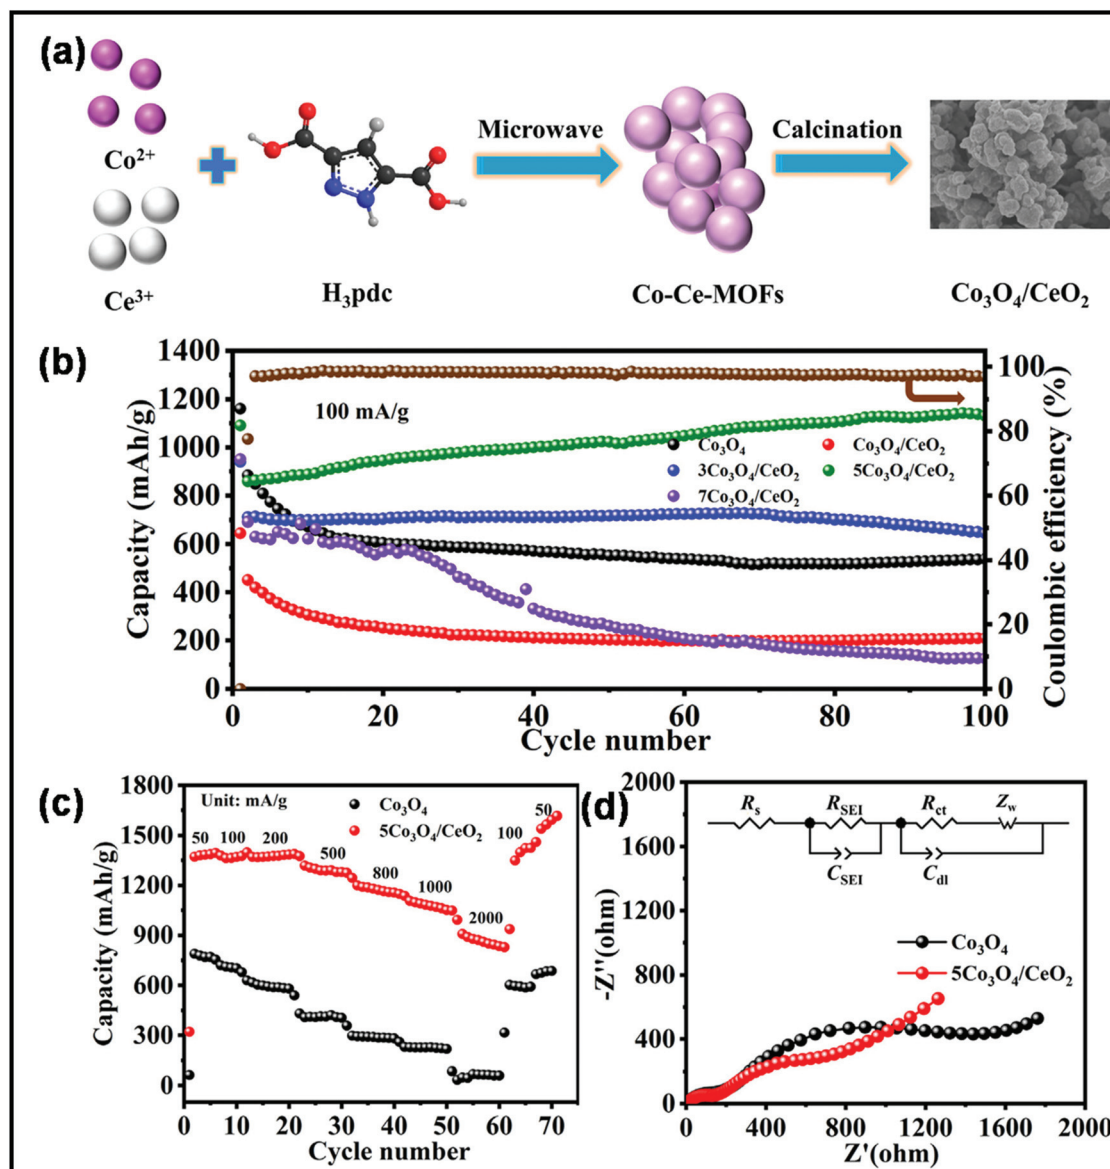 (a)
Co²⁺
Ce³⁺
H₃pdc
Microwave
Co-Ce-MOFs
Calcination
Co₃O₄/CeO₂
(b)
Capacity (mAh/g)
1400
1200
1000
800
600
400
200
0
100 mA/g
Co₃O₄
Co₃O₄/CeO₂
3Co₃O₄/CeO₂
5Co₃O₄/CeO₂
7Co₃O₄/CeO₂
100
80
60
40
20
0
Coulombic efficiency (%)
0 20 40 60 80 100
Cycle number
(c)
Capacity (mAh/g)
1800
1500
1200
900
600
300
0
Unit: mA/g
Co₃O₄
5Co₃O₄/CeO₂
50 100 200
500
800
1000
2000
100
50
0 10 20 30 40 50 60 70
Cycle number
(d)
-Z''(ohm)
2000
1600
1200
800
400
0
Rₛ R_SEI R_ct Z_w
C_SEI C_dl
Co₃O₄
5Co₃O₄/CeO₂
0 400 800 1200 1600 2000
Z'(ohm)